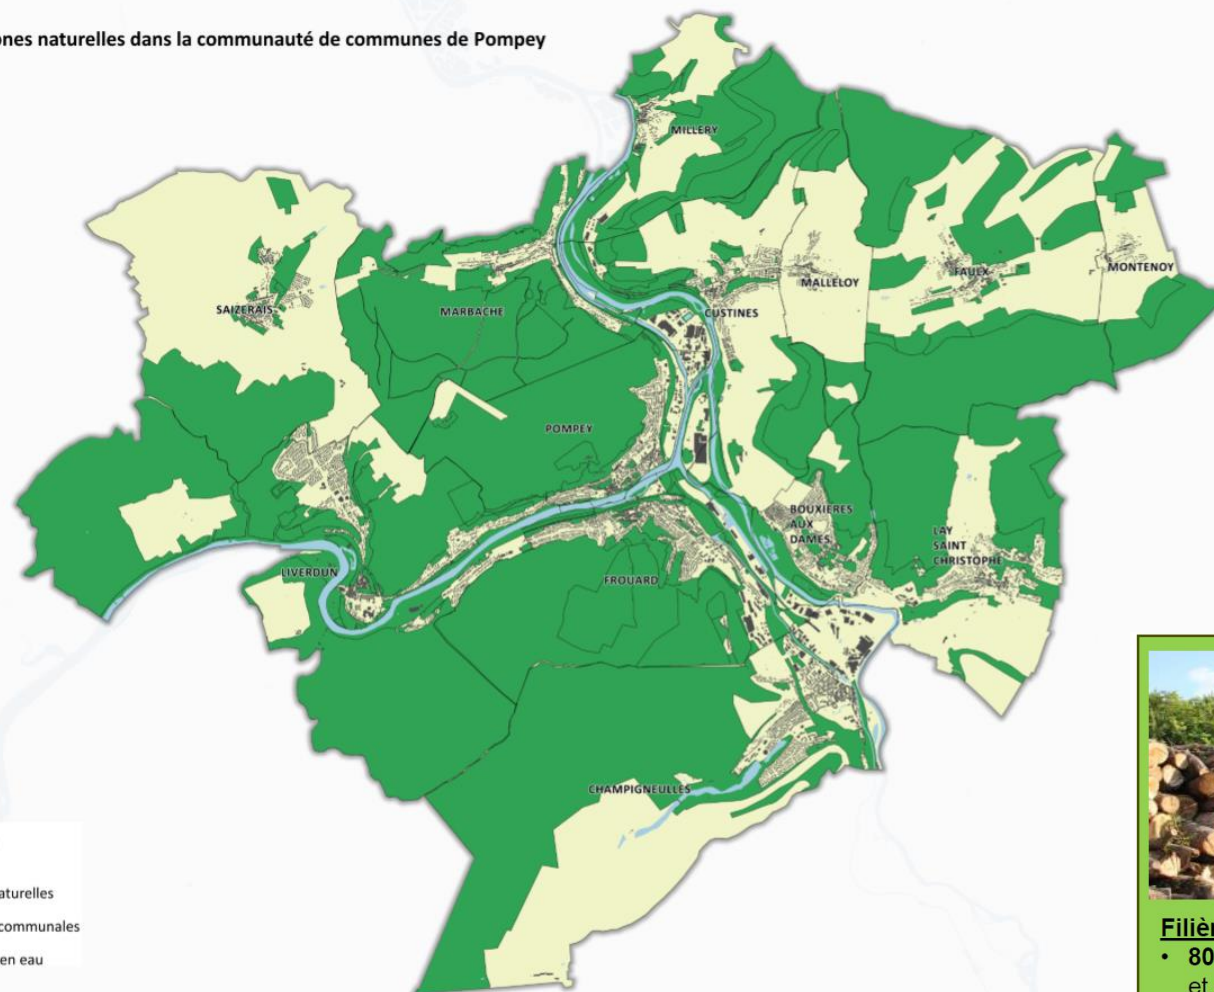 ones naturelles dans la communauté de communes de Pompey
MILLERY
SAIZERAIS
MARBACHE
CUSTINES
MALLELOY
FAULX
MONTENOY
POMPEY
BOUXIERES
AUX
DAMES
LAY
SAINT
CHRISTOPHE
LIVERDUN
FROUARD
CHAMPIGNEULLES
aturelles
communales
en eau
Filièr
• 80
et